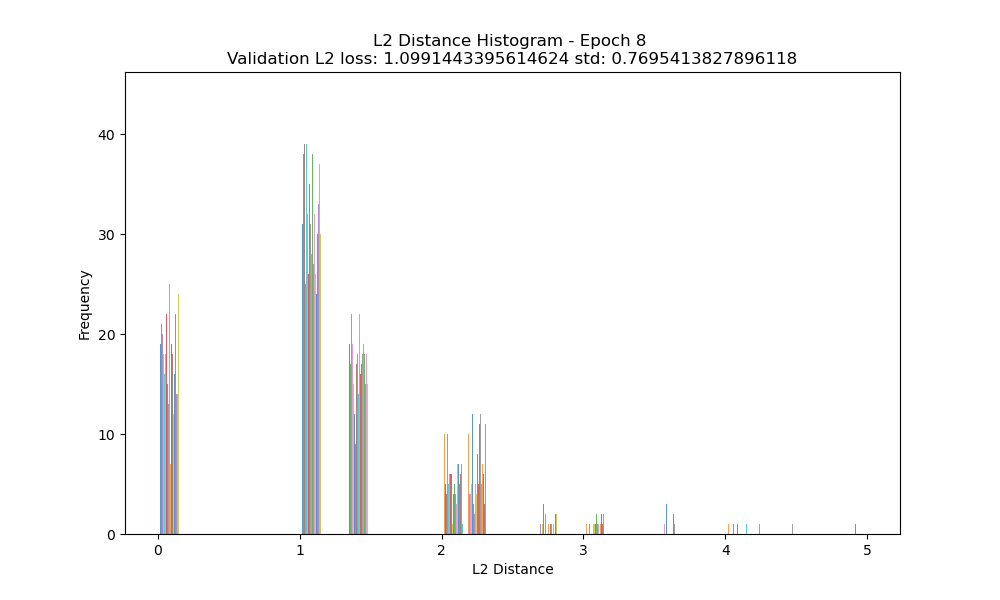 L2 Distance Histogram - Epoch 8
Validation L2 loss: 1.0991443395614624 std: 0.7695413827896118
Frequency
40
30
20
10
0
0 1 2 3 4 5
L2 Distance